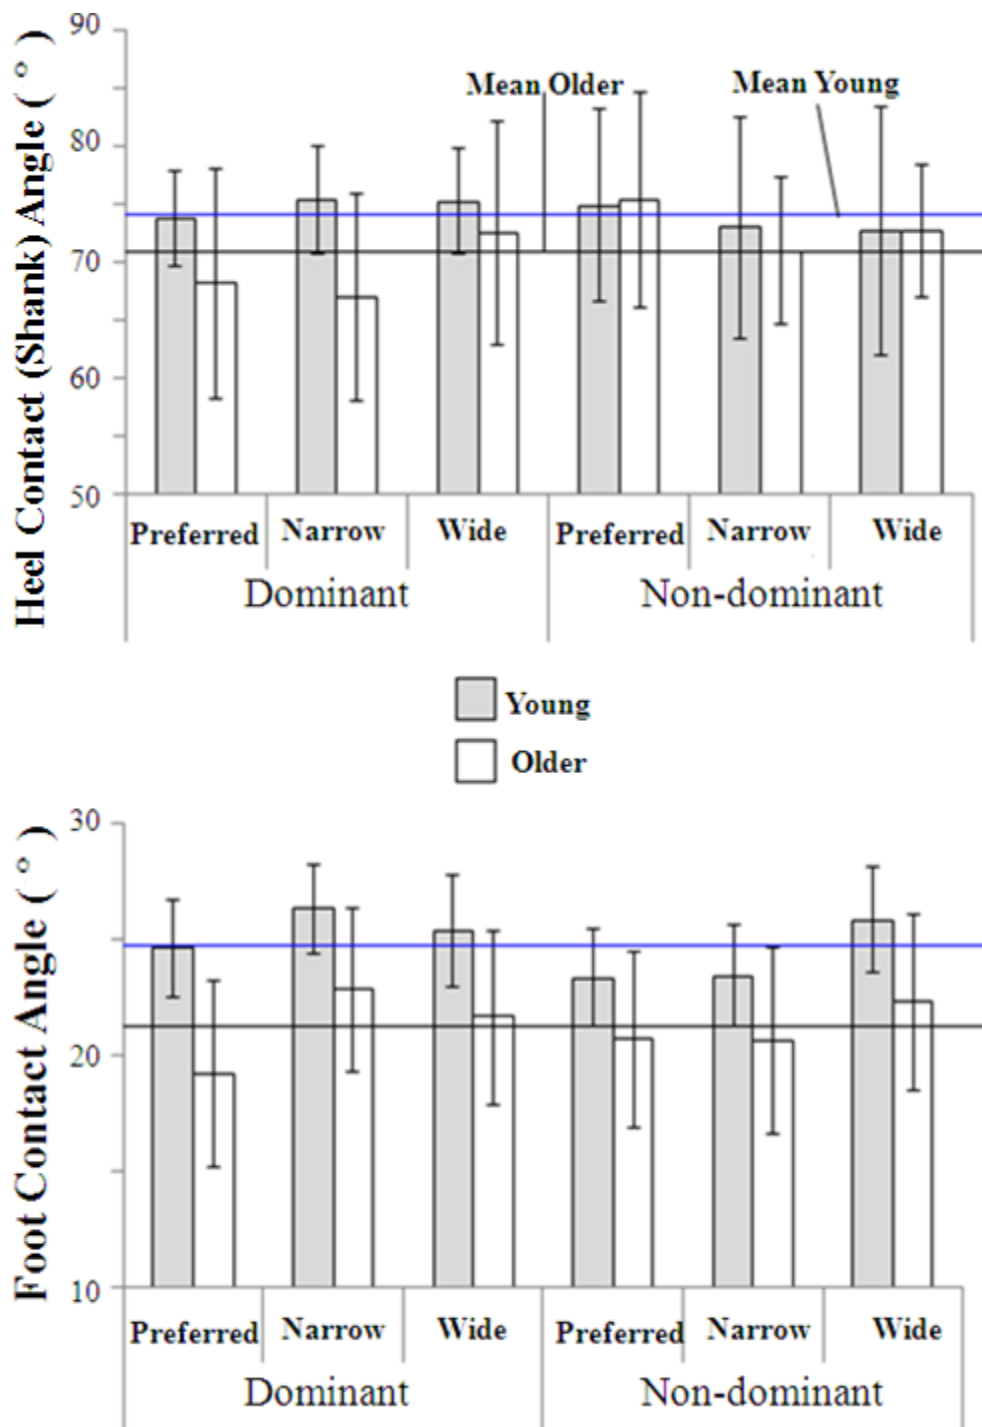 Heel Contact (Shank) Angle ( ° )
90
80
70
60
50
Mean Older
Mean Young
Preferred Narrow Wide Preferred Narrow Wide
Dominant Non-dominant
Young
Older
Foot Contact Angle ( ° )
30
20
10
Preferred Narrow Wide Preferred Narrow Wide
Dominant Non-dominant